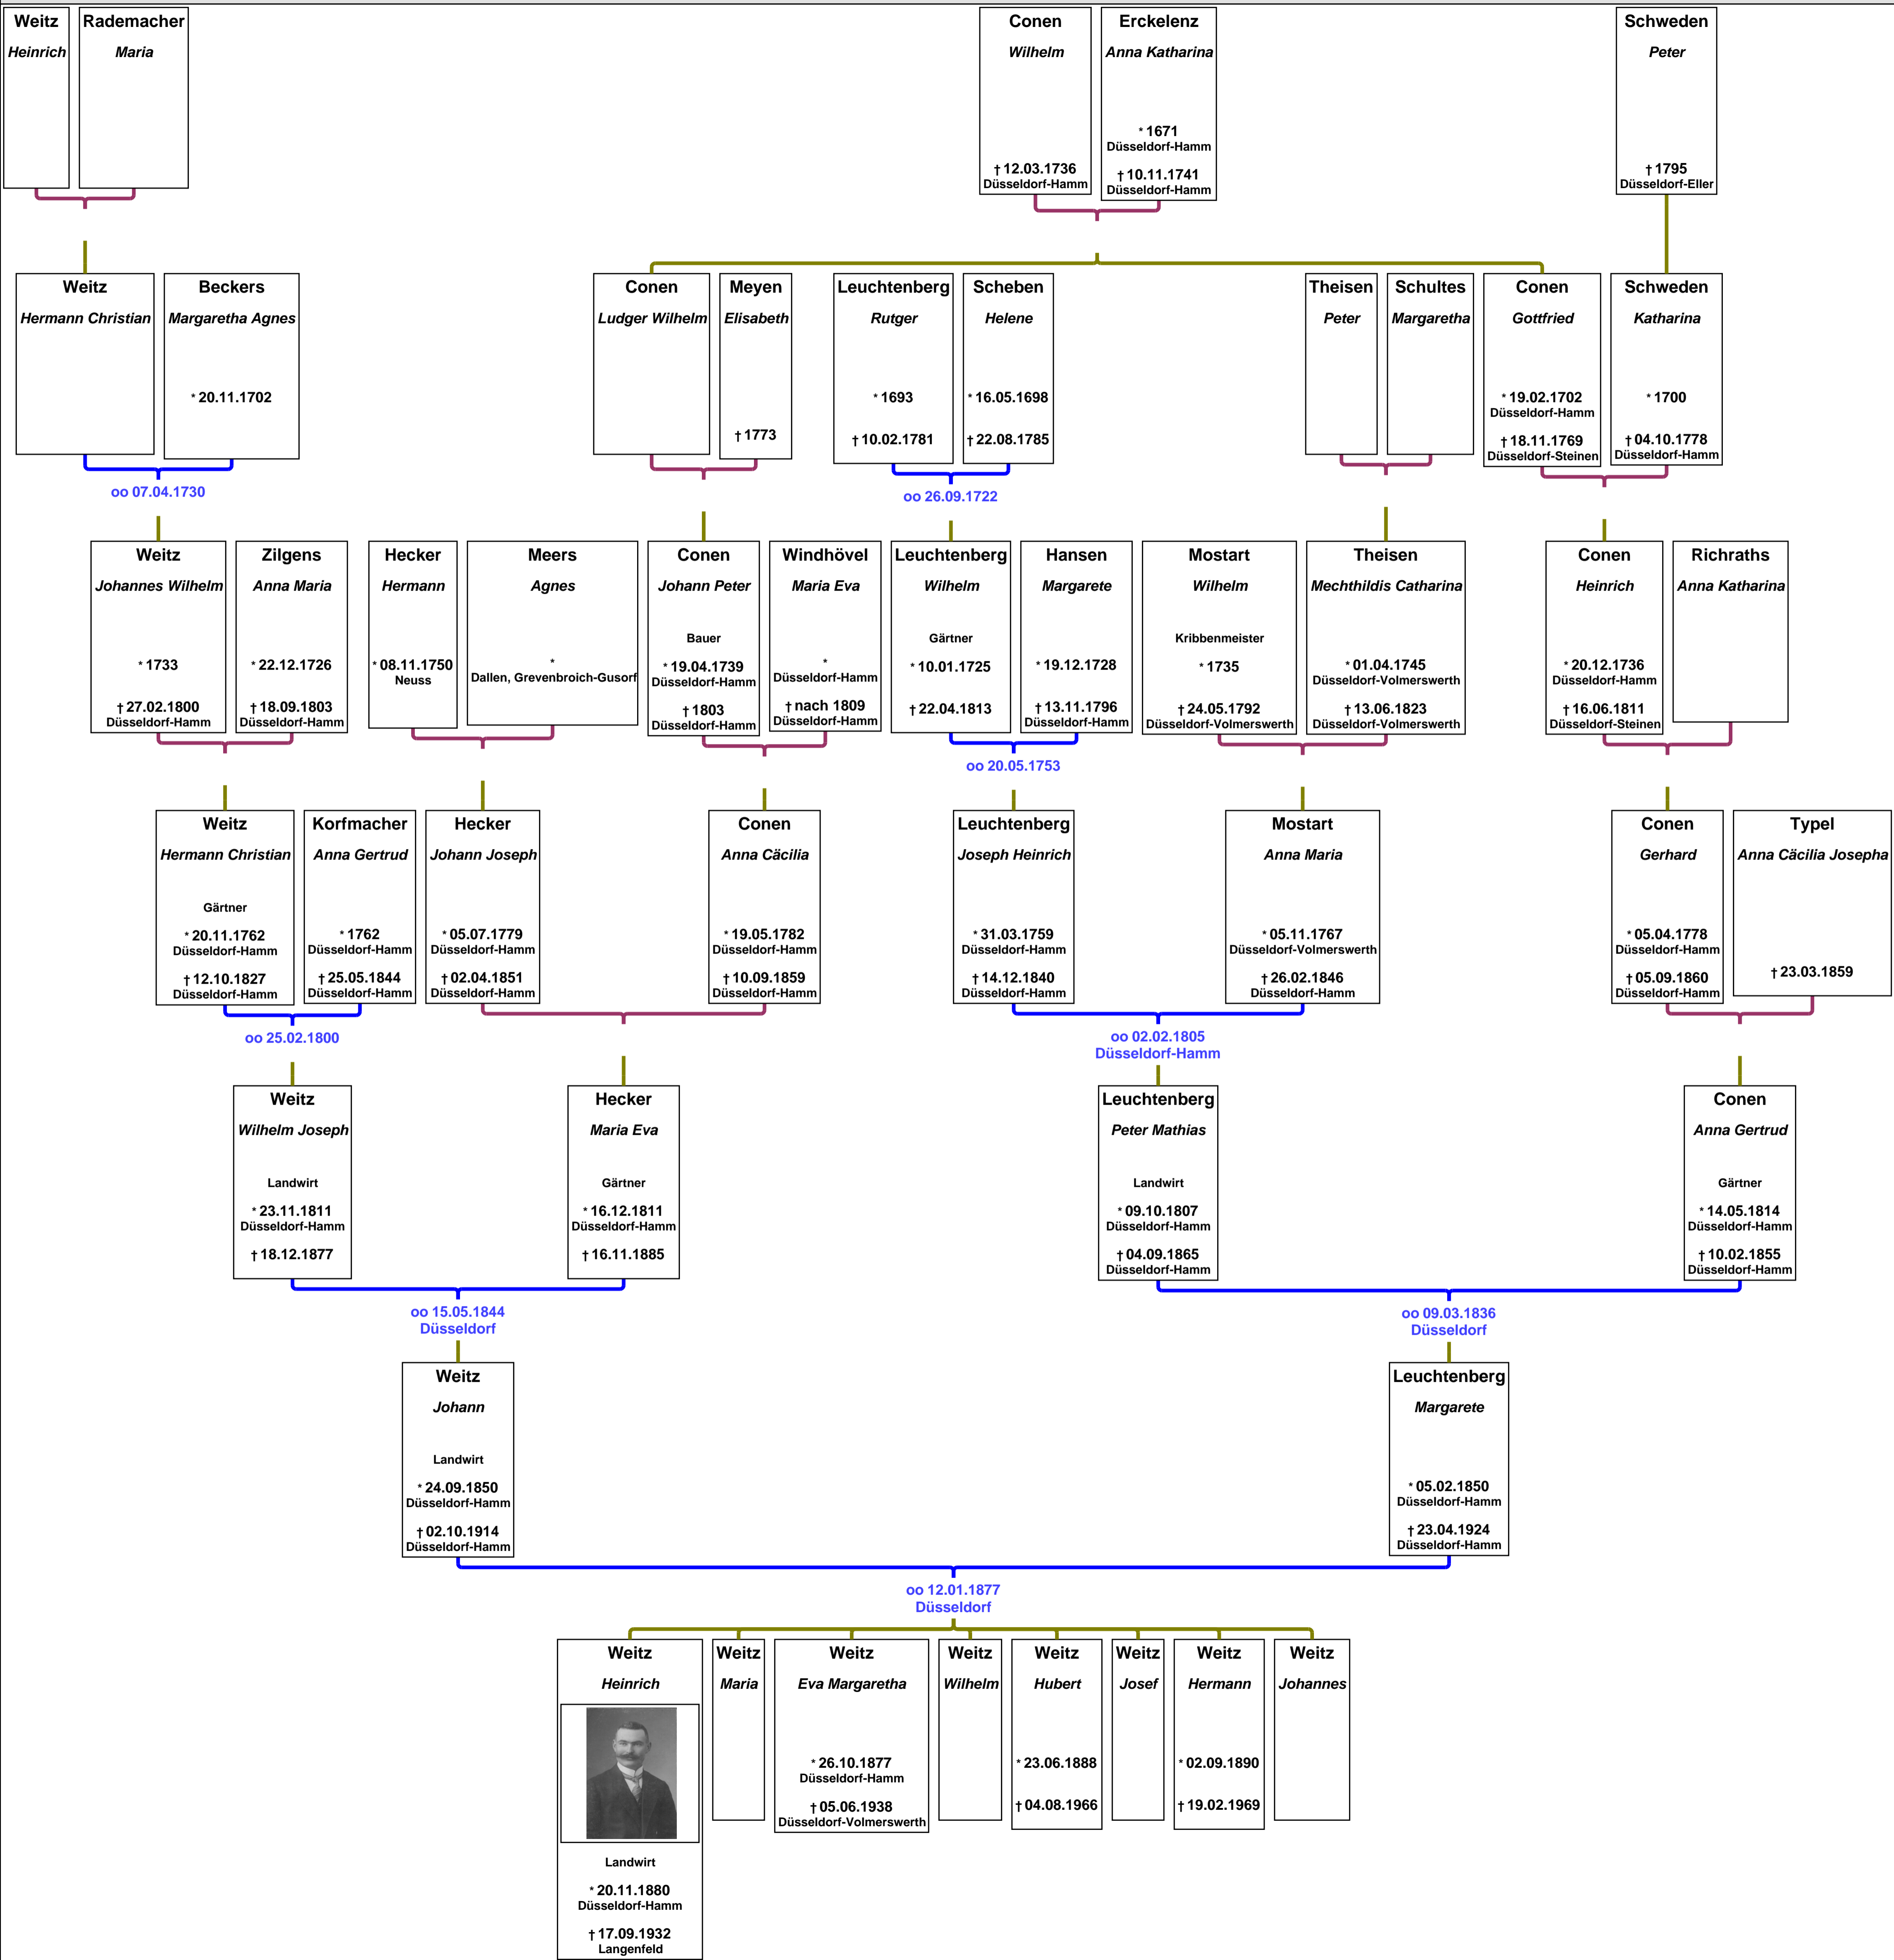 Weitz
Heinrich
Rademacher
Maria
Conen
Wilhelm
† 12.03.1736
Düsseldorf-Hamm
Erckelenz
Anna Katharina
* 1671
Düsseldorf-Hamm
† 10.11.1741
Düsseldorf-Hamm
Schweden
Peter
† 1795
Düsseldorf-Eller
Weitz
Hermann Christian
Beckers
Margaretha Agnes
* 20.11.1702
oo 07.04.1730
Conen
Ludger Wilhelm
Meyen
Elisabeth
† 1773
Leuchtenberg
Rutger
* 1693
† 10.02.1781
Scheben
Helene
* 16.05.1698
† 22.08.1785
oo 26.09.1722
Theisen
Peter
Schultes
Margaretha
Conen
Gottfried
* 19.02.1702
Düsseldorf-Hamm
† 18.11.1769
Düsseldorf-Steinen
Schweden
Katharina
* 1700
† 04.10.1778
Düsseldorf-Hamm
Weitz
Johannes Wilhelm
* 1733
† 27.02.1800
Düsseldorf-Hamm
Zilgens
Anna Maria
* 22.12.1726
† 18.09.1803
Düsseldorf-Hamm
Hecker
Hermann
* 08.11.1750
Neuss
Meers
Agnes
*
Dallen, Grevenbroich-Gusorf
Conen
Johann Peter
Bauer
* 19.04.1739
Düsseldorf-Hamm
† 1803
Düsseldorf-Hamm
Windhövel
Maria Eva
*
Düsseldorf-Hamm
† nach 1809
Düsseldorf-Hamm
Leuchtenberg
Wilhelm
Gärtner
* 10.01.1725
† 22.04.1813
Hansen
Margarete
* 19.12.1728
† 13.11.1796
Düsseldorf-Hamm
oo 20.05.1753
Mostart
Wilhelm
Kribbenmeister
* 1735
† 24.05.1792
Düsseldorf-Volmerswerth
Theisen
Mechthildis Catharina
* 01.04.1745
Düsseldorf-Volmerswerth
† 13.06.1823
Düsseldorf-Volmerswerth
Conen
Heinrich
* 20.12.1736
Düsseldorf-Hamm
† 16.06.1811
Düsseldorf-Steinen
Richraths
Anna Katharina
Weitz
Hermann Christian
Gärtner
* 20.11.1762
Düsseldorf-Hamm
† 12.10.1827
Düsseldorf-Hamm
Korfmacher
Anna Gertrud
* 1762
Düsseldorf-Hamm
† 25.05.1844
Düsseldorf-Hamm
oo 25.02.1800
Hecker
Johann Joseph
* 05.07.1779
Düsseldorf-Hamm
† 02.04.1851
Düsseldorf-Hamm
Conen
Anna Cäcilia
* 19.05.1782
Düsseldorf-Hamm
† 10.09.1859
Düsseldorf-Hamm
Leuchtenberg
Joseph Heinrich
* 31.03.1759
Düsseldorf-Hamm
† 14.12.1840
Düsseldorf-Hamm
Mostart
Anna Maria
* 05.11.1767
Düsseldorf-Volmerswerth
† 26.02.1846
Düsseldorf-Hamm
oo 02.02.1805
Düsseldorf-Hamm
Conen
Gerhard
* 05.04.1778
Düsseldorf-Hamm
† 05.09.1860
Düsseldorf-Hamm
Typel
Anna Cäcilia Josepha
† 23.03.1859
Weitz
Wilhelm Joseph
Landwirt
* 23.11.1811
Düsseldorf-Hamm
† 18.12.1877
Hecker
Maria Eva
Gärtner
* 16.12.1811
Düsseldorf-Hamm
† 16.11.1885
oo 15.05.1844
Düsseldorf
Leuchtenberg
Peter Mathias
Landwirt
* 09.10.1807
Düsseldorf-Hamm
† 04.09.1865
Düsseldorf-Hamm
Conen
Anna Gertrud
Gärtner
* 14.05.1814
Düsseldorf-Hamm
† 10.02.1855
Düsseldorf-Hamm
oo 09.03.1836
Düsseldorf
Weitz
Johann
Landwirt
* 24.09.1850
Düsseldorf-Hamm
† 02.10.1914
Düsseldorf-Hamm
Leuchtenberg
Margarete
* 05.02.1850
Düsseldorf-Hamm
† 23.04.1924
Düsseldorf-Hamm
oo 12.01.1877
Düsseldorf
Weitz
Heinrich
Landwirt
* 20.11.1880
Düsseldorf-Hamm
† 17.09.1932
Langenfeld
Weitz
Maria
Weitz
Eva Margaretha
* 26.10.1877
Düsseldorf-Hamm
† 05.06.1938
Düsseldorf-Volmerswerth
Weitz
Wilhelm
Weitz
Hubert
* 23.06.1888
† 04.08.1966
Weitz
Josef
Weitz
Hermann
* 02.09.1890
† 19.02.1969
Weitz
Johannes